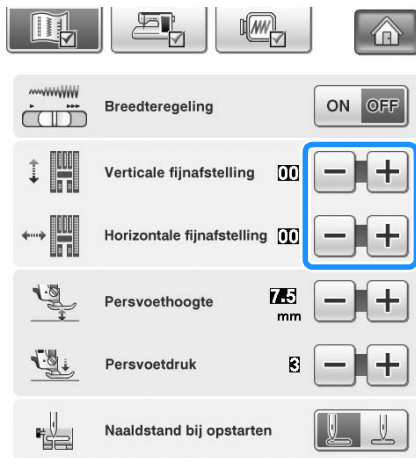 Breedteregeling ON OFF
Verticale fijnafstelling 00
Horizontale fijnafstelling 00
Persvoethoogte 7.5
mm
Persvoetdruk 3
Naaldstand bij opstarten